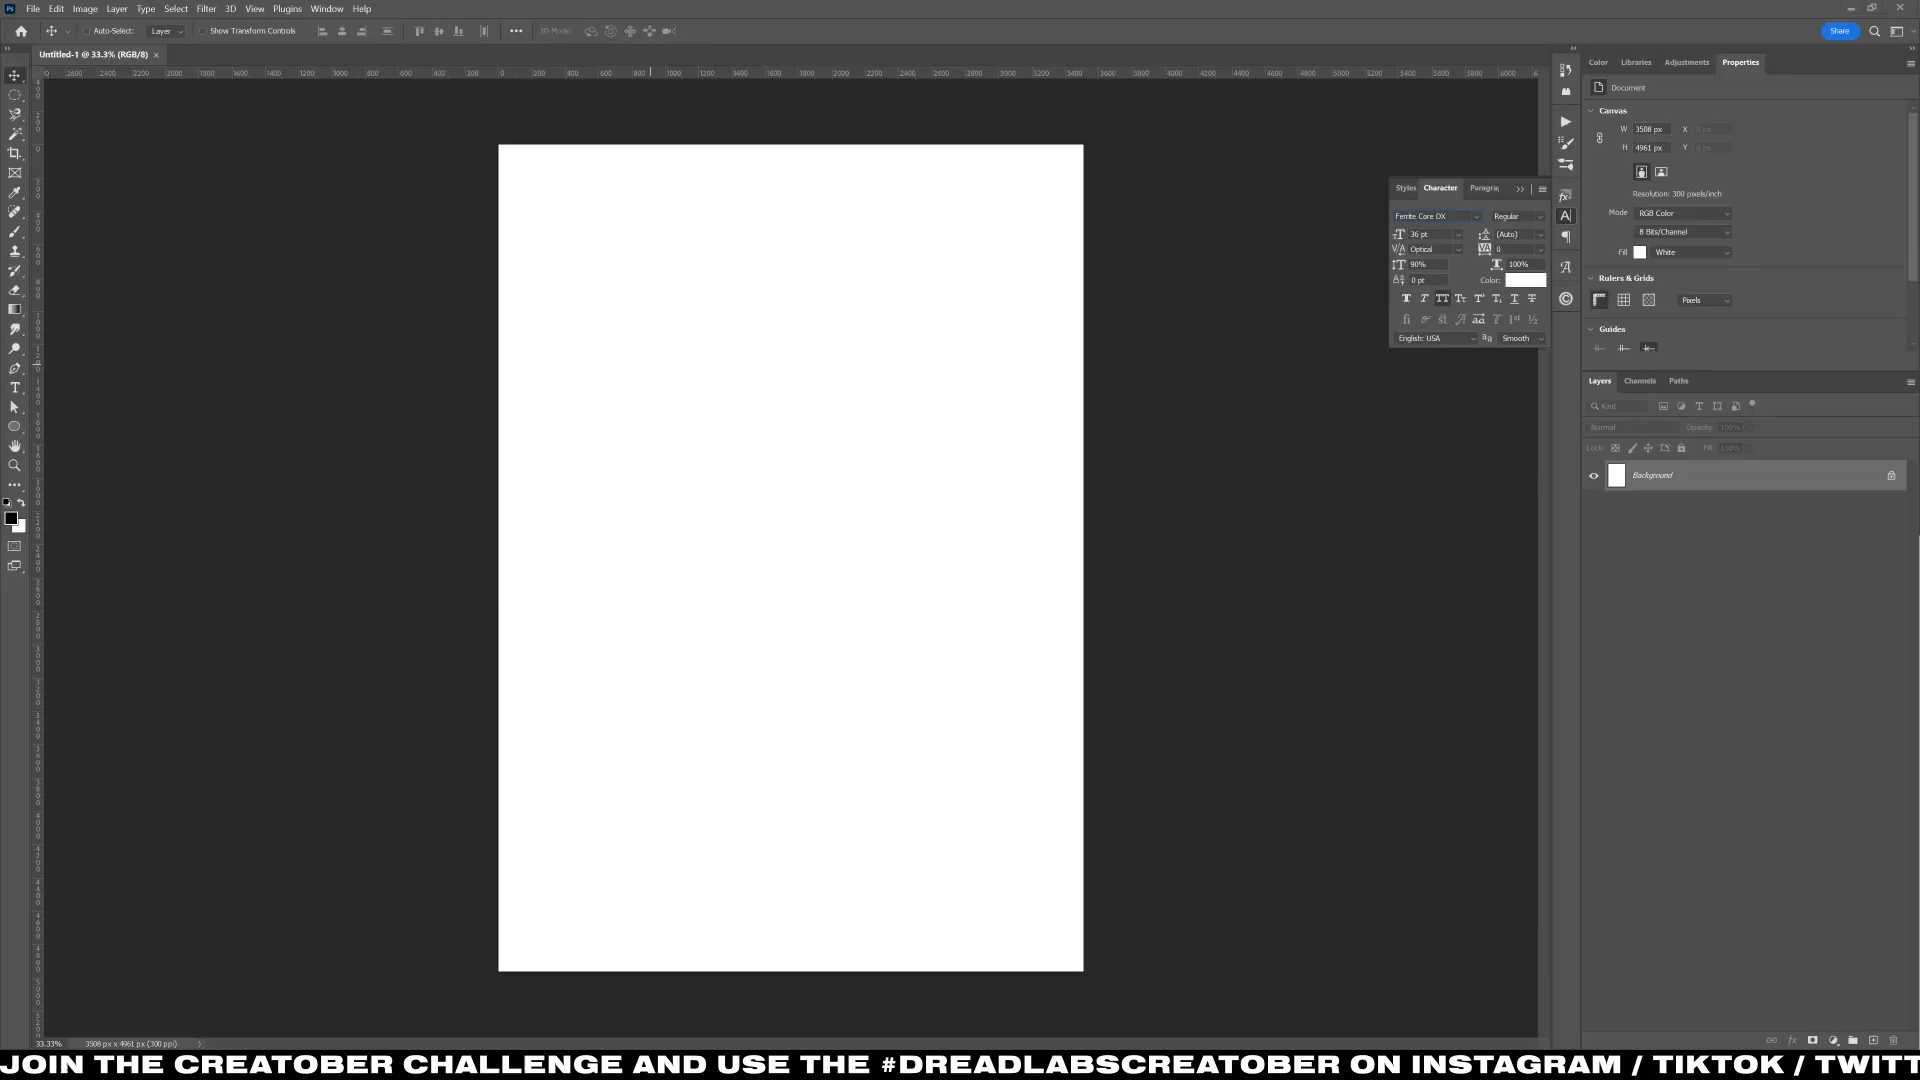 File Edit Image Layer Type Select Filter 3D View Plugins Window Help
Auto-Select: Layer Show Transform Controls 3D Mode: Share
Untitled-1 @ 33.3% (RGB/8)
Color Libraries Adjustments Properties
Document
Canvas
W 3508 px X 0 px
H 4961 px Y 0 px
Resolution: 300 pixels/inch
Mode RGB Color
8 Bits/Channel
Fill White
Rulers & Grids
Pixels
Guides
Styles Character Paragra
Ferrite Core DX Regular
36 pt (Auto)
Optical 0
90% 100%
0 pt Color:
English: USA Smooth
Layers Channels Paths
Kind
Normal Opacity: 100%
Lock: Fill: 100%
Background
33.33% 3508 px x 4961 px (300 ppi)
JOIN THE CREATOBER CHALLENGE AND USE THE #DREADLABSCREATOBER ON INSTAGRAM / TIKTOK / TWITT